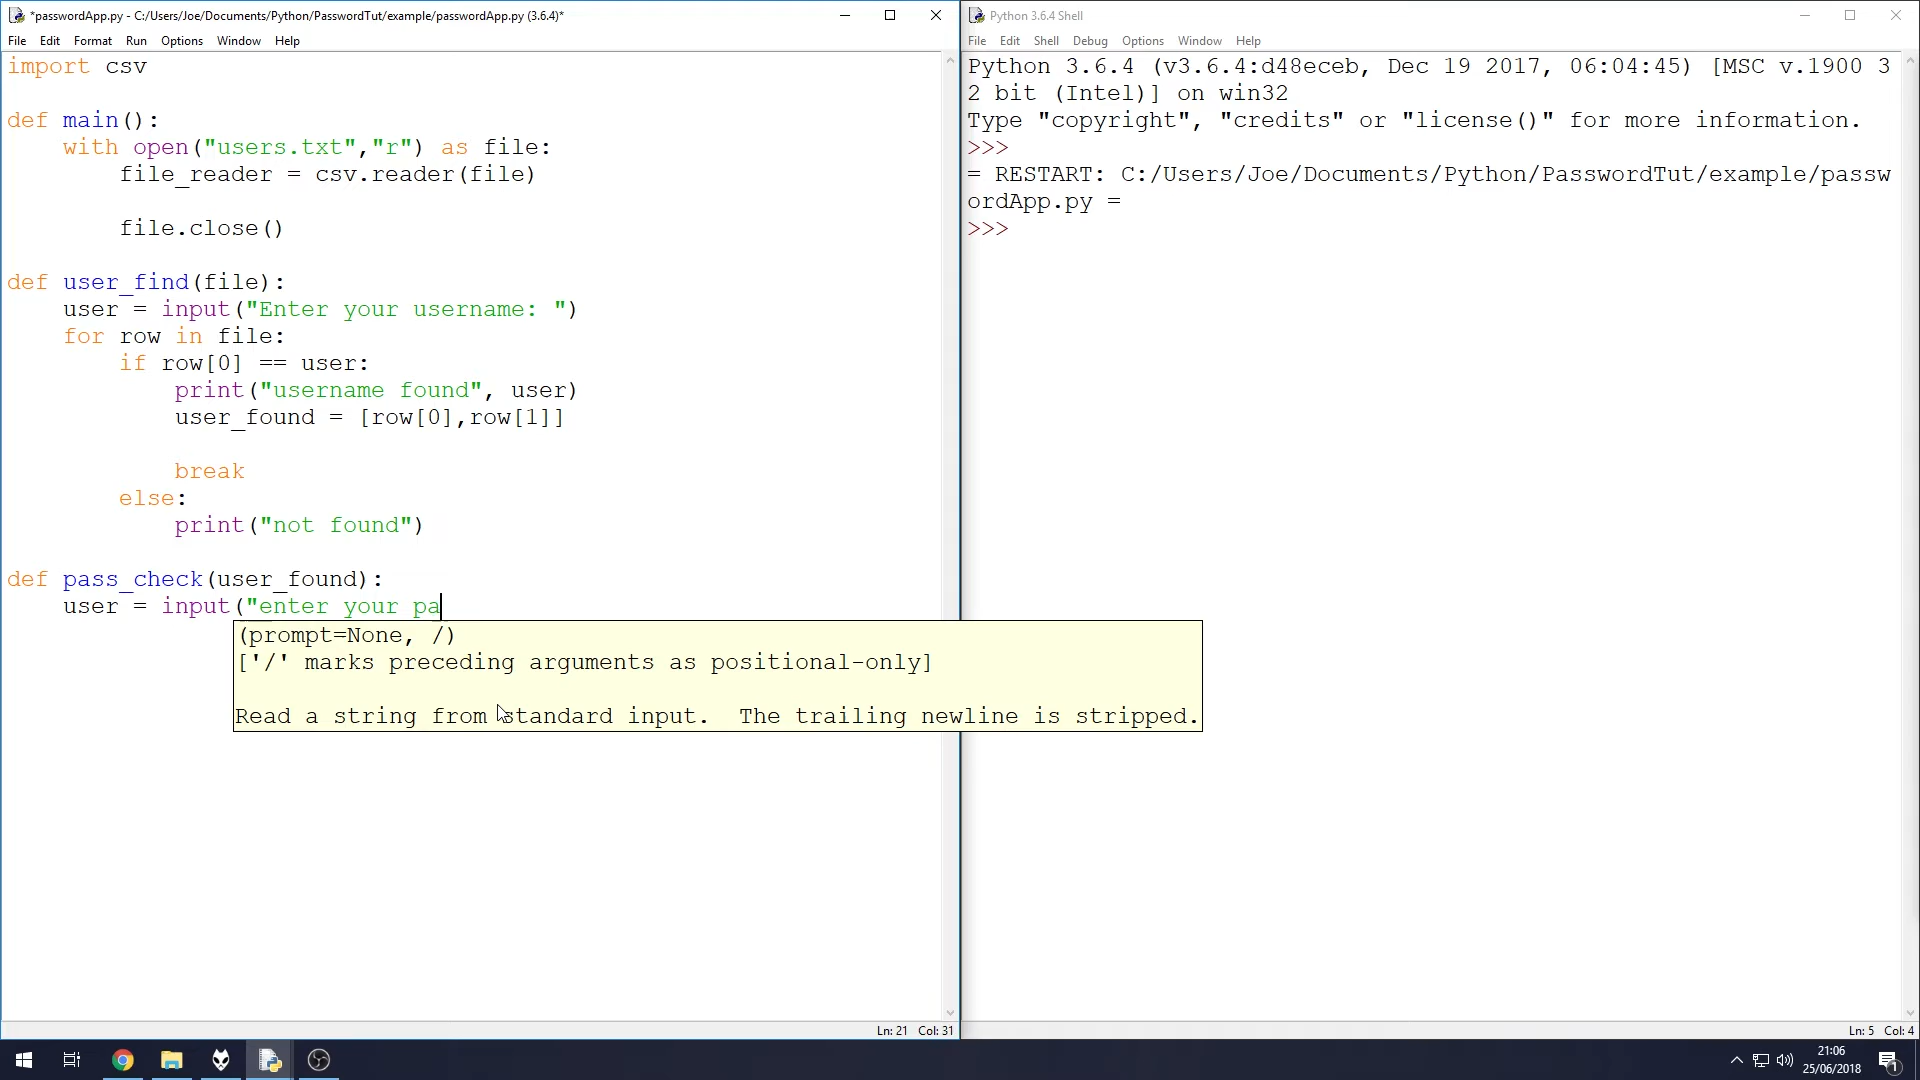 *passwordApp.py - C:/Users/Joe/Documents/Python/PasswordTut/example/passwordApp.py (3.6.4)*
File Edit Format Run Options Window Help
import csv
def main():
    with open("users.txt","r") as file:
        file_reader = csv.reader(file)
        file.close()
def user_find(file):
    user = input("Enter your username: ")
    for row in file:
        if row[0] == user:
            print("username found", user)
            user_found = [row[0],row[1]]
            break
        else:
            print("not found")
def pass_check(user_found):
    user = input("enter your pa
(prompt=None, /)
['/' marks preceding arguments as positional-only]
Read a string from standard input.  The trailing newline is stripped.
Ln: 21 Col: 31
Python 3.6.4 Shell
File Edit Shell Debug Options Window Help
Python 3.6.4 (v3.6.4:d48eceb, Dec 19 2017, 06:04:45) [MSC v.1900 3
2 bit (Intel)] on win32
Type "copyright", "credits" or "license()" for more information.
>>>
= RESTART: C:/Users/Joe/Documents/Python/PasswordTut/example/passw
ordApp.py =
>>>
Ln: 5 Col: 4
21:06
25/06/2018
1